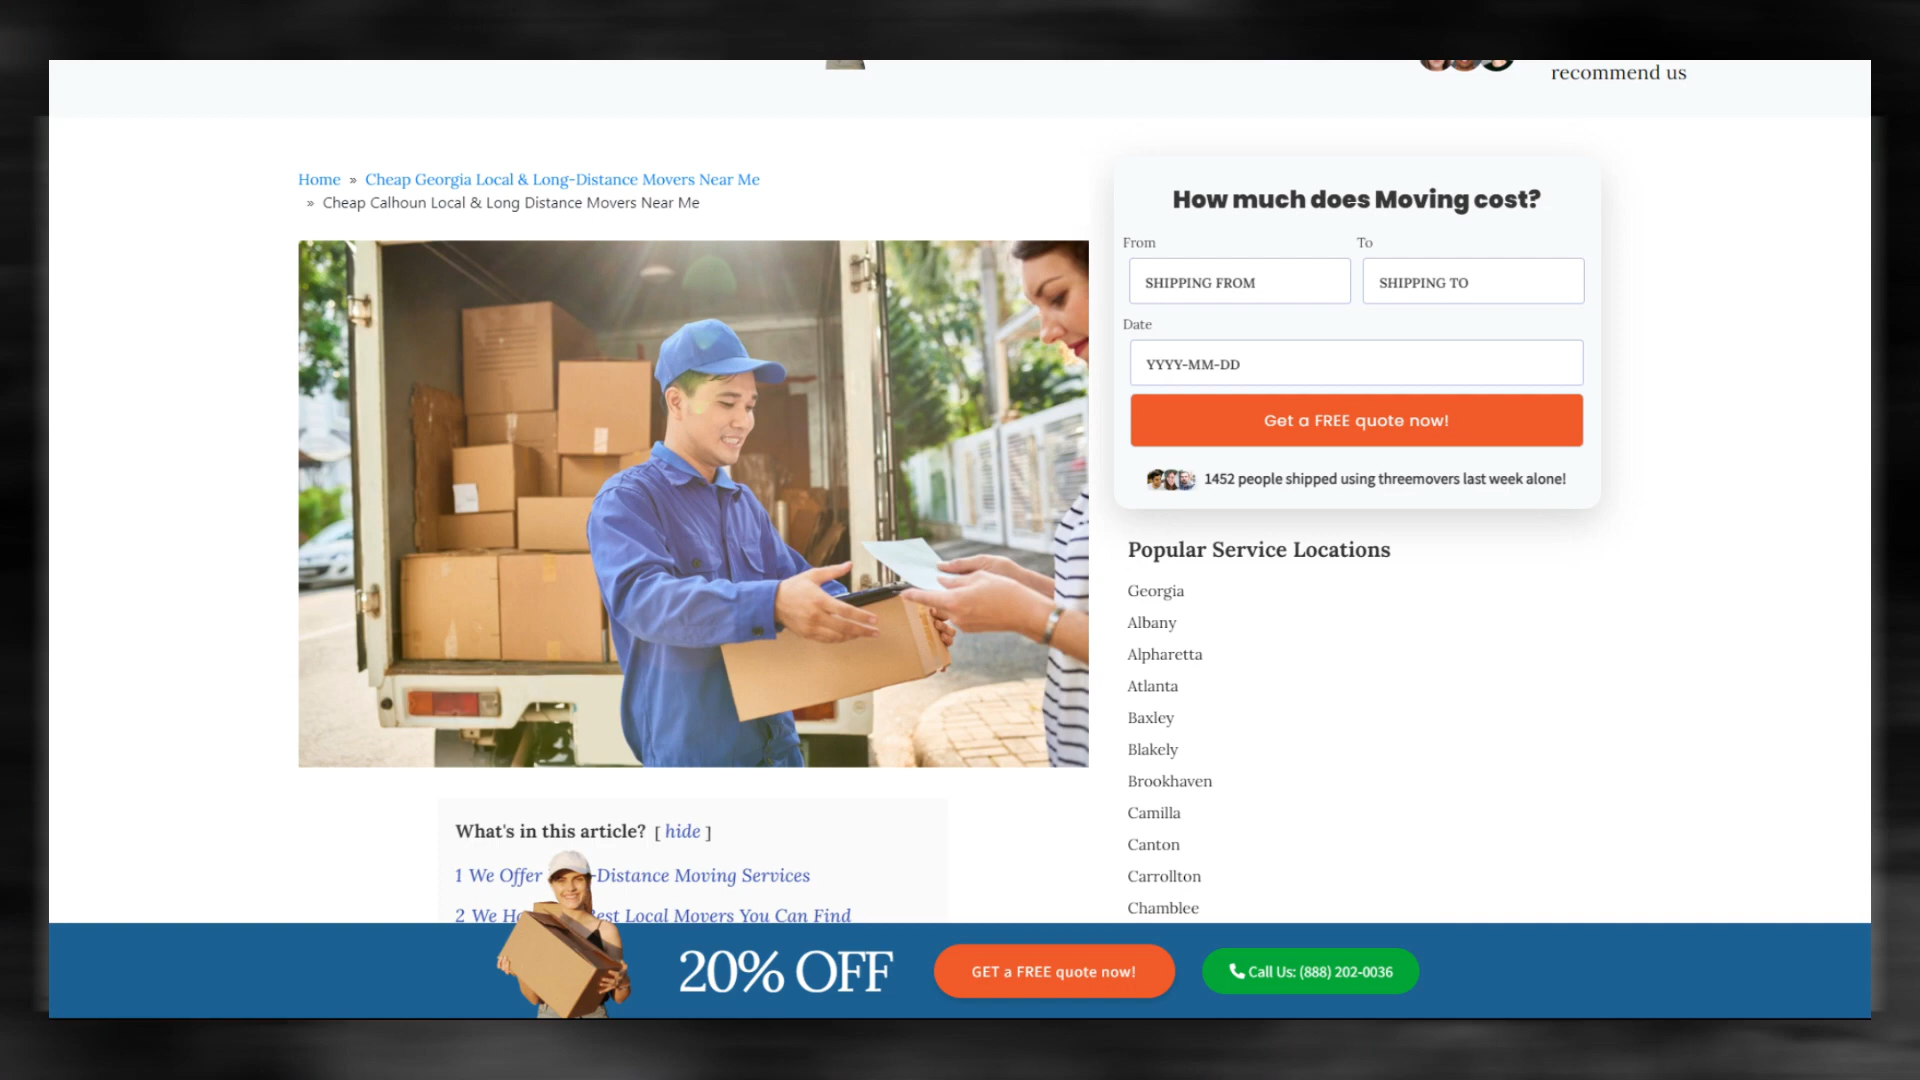 recommend us
Home » Cheap Georgia Local & Long-Distance Movers Near Me
» Cheap Calhoun Local & Long Distance Movers Near Me
How much does Moving cost?
From To
SHIPPING FROM SHIPPING TO
Date
YYYY-MM-DD
Get a FREE quote now!
1452 people shipped using threemovers last week alone!
Popular Service Locations
Georgia
Albany
Alpharetta
Atlanta
Baxley
Blakely
Brookhaven
Camilla
Canton
Carrollton
Chamblee
What's in this article? [ hide ]
1 We Offer -Distance Moving Services
2 We Local Movers You Can Find
20% OFF
GET a FREE quote now!
Call Us: (888) 202-0036